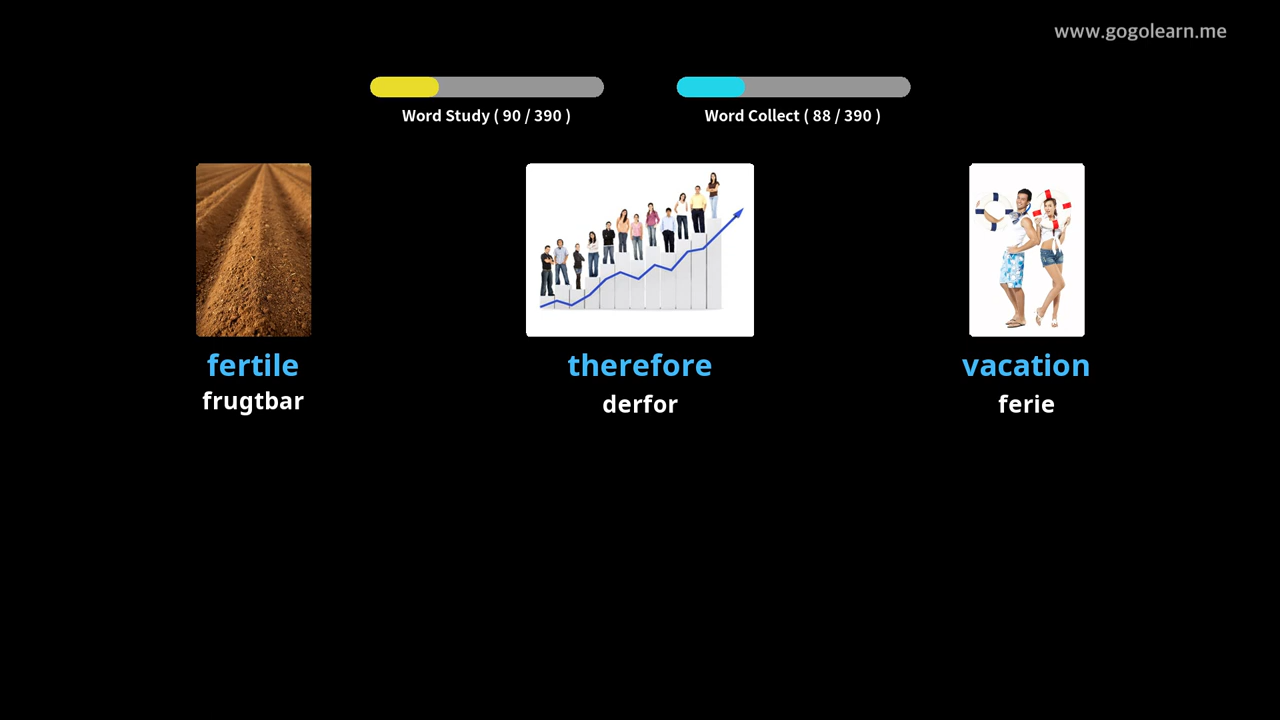 www.gogolearn.me
Word Study ( 90 / 390 )
Word Collect ( 88 / 390 )
fertile
frugtbar
therefore
derfor
vacation
ferie